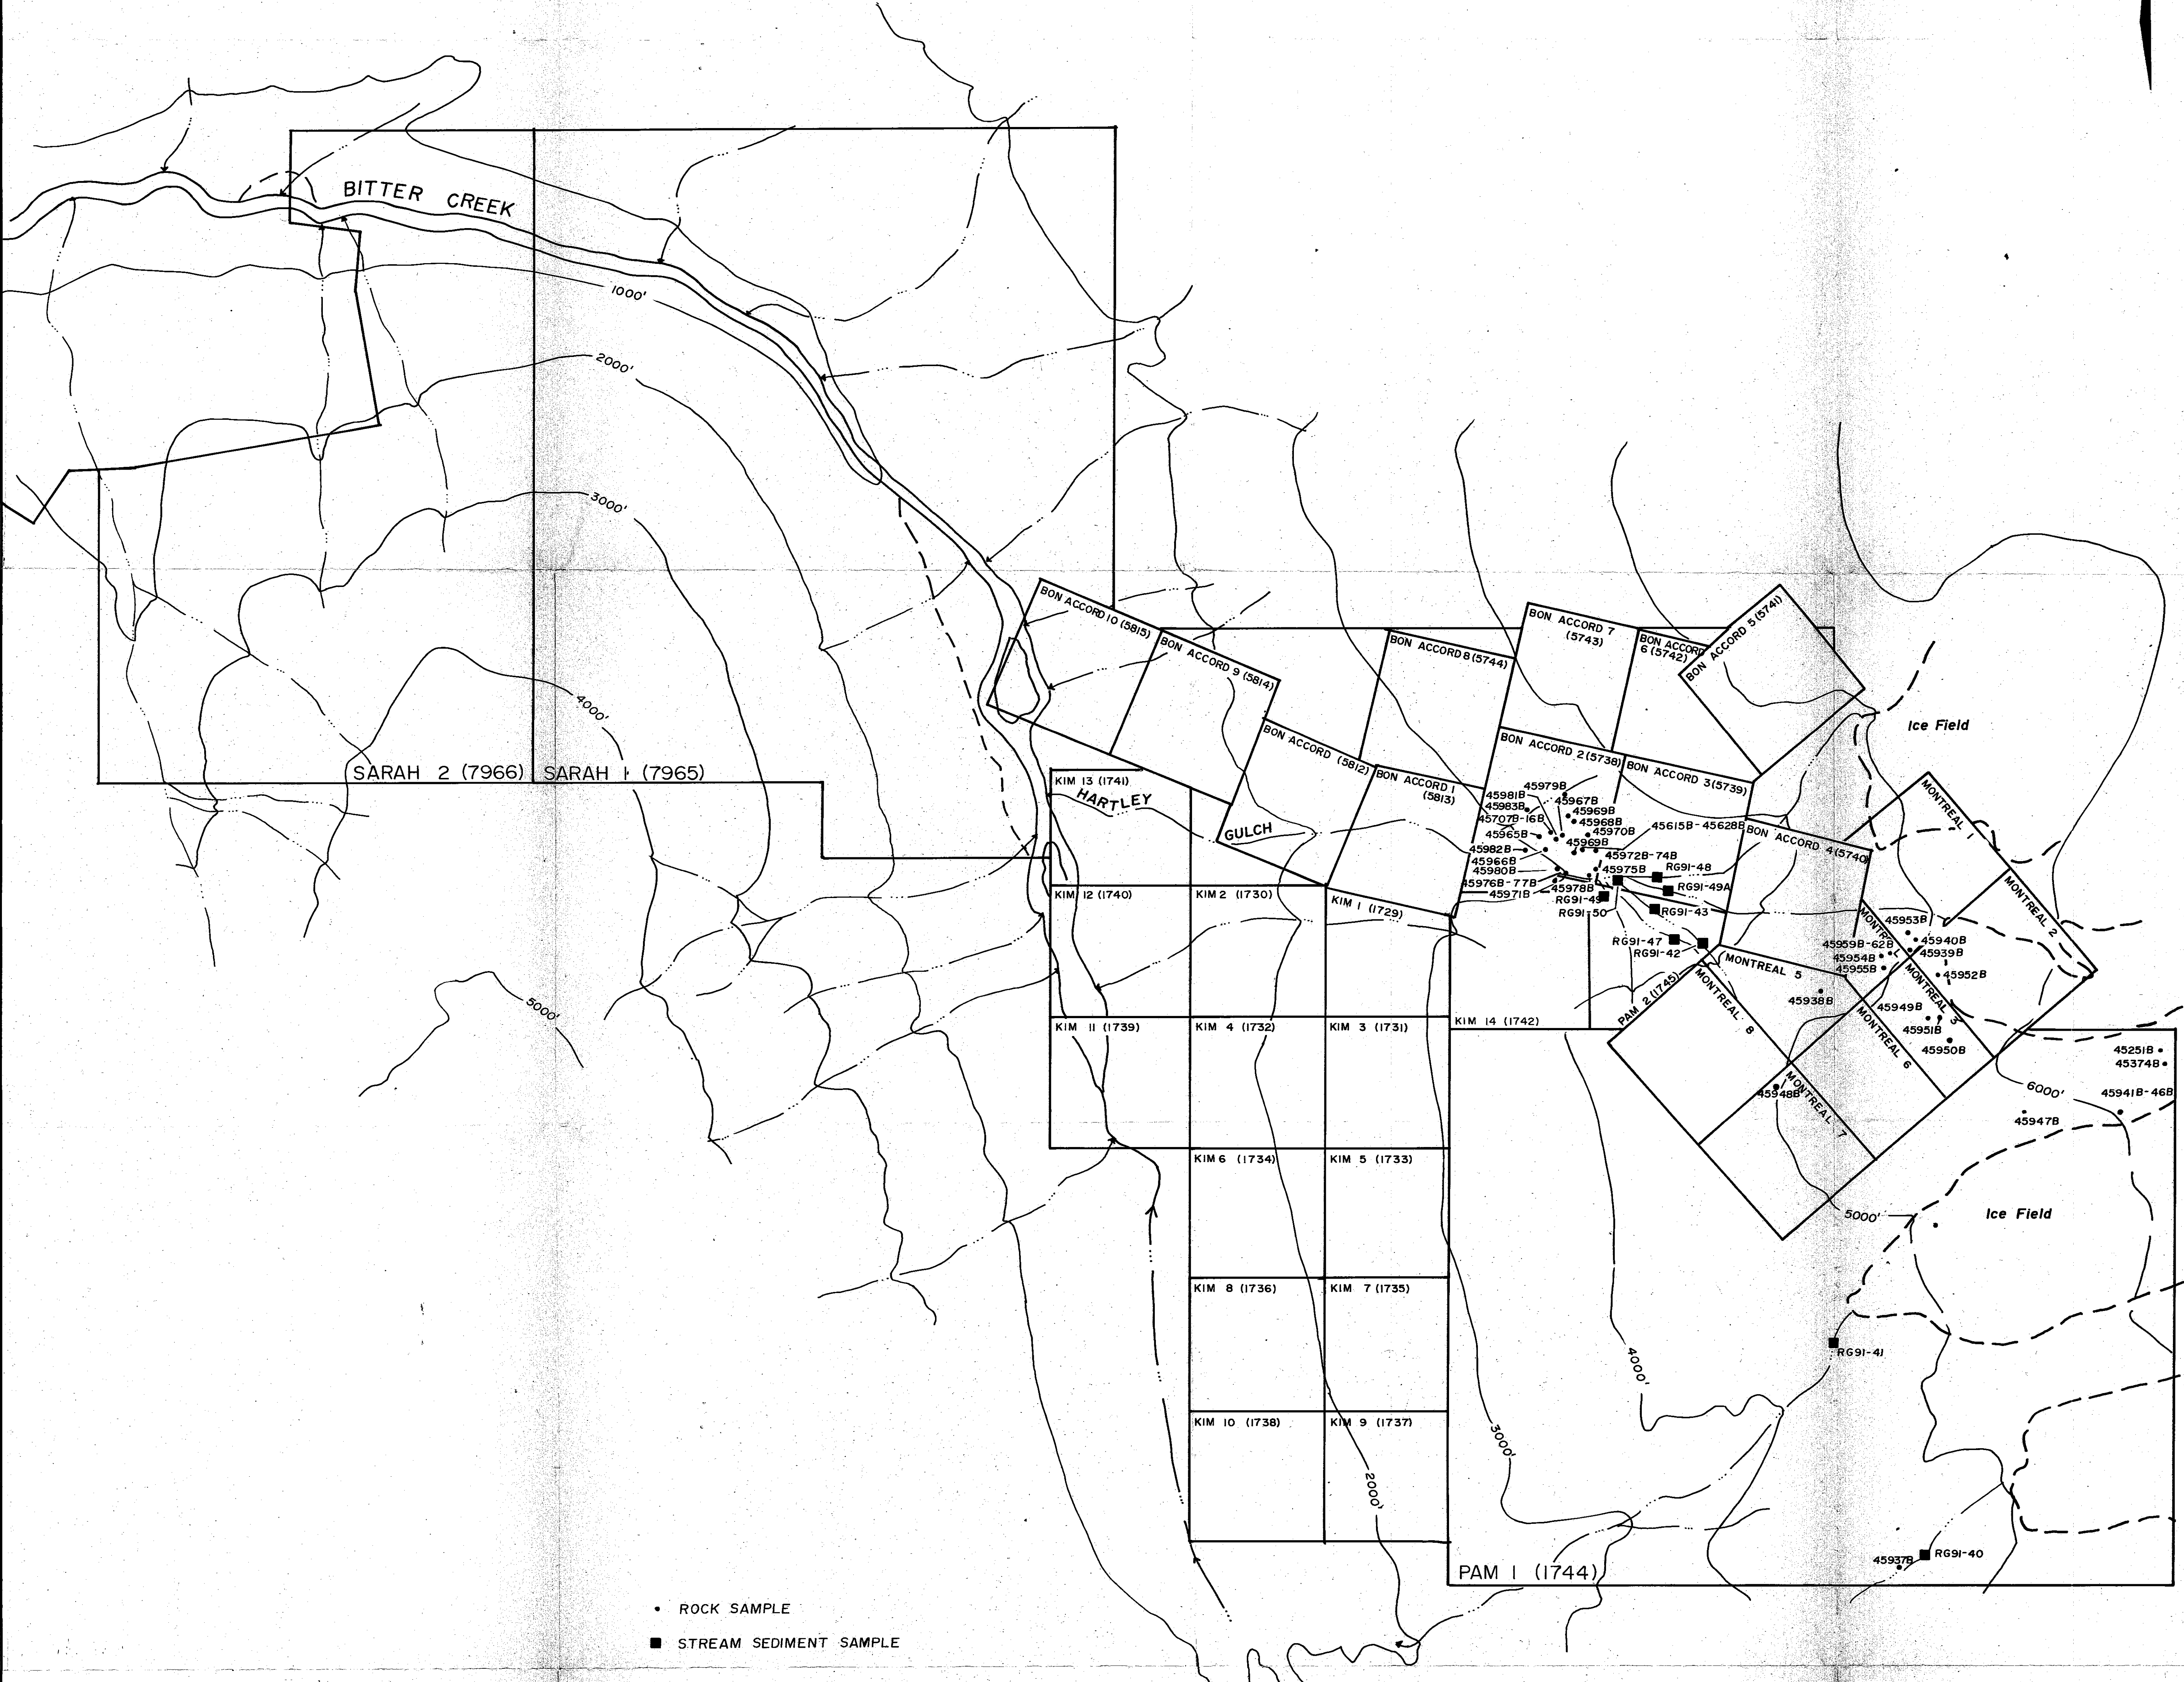 BITTER CREEK
1000'
2000'
3000'
4000'
5000'
SARAH 2 (7966)
SARAH 1 (7965)
BON ACCORD 10 (5815)
BON ACCORD 9 (5814)
BON ACCORD 8 (5744)
BON ACCORD 7
(5743)
BON ACCORD
6 (5742)
BON ACCORD 5 (5741)
BON ACCORD (5812)
BON ACCORD 1
(5813)
BON ACCORD 2 (5738)
BON ACCORD 3 (5739)
BON ACCORD 4 (5740)
Ice Field
KIM 13 (1741)
HARTLEY
GULCH
45979B
45981B
45967B
45983B
45969B
45707B-16B
45968B
45970B
45615B-45628B
45965B
45969B
45982B
45972B-74B
45966B
45980B
45975B
RG91-48
45976B-77B
45978B
RG91-49A
45971B
RG91-49
RG91-50
RG91-43
RG91-47
RG91-42
MONTREAL 1
MONTREAL 2
MONTREAL
MONTREAL 3
MONTREAL 5
MONTREAL 6
MONTREAL 7
MONTREAL 8
45953B
45959B-62B
45940B
45939B
45954B
45955B
45952B
45938B
45949B
45951B
45950B
45948B
KIM 12 (1740)
KIM 2 (1730)
KIM 1 (1729)
KIM 11 (1739)
KIM 4 (1732)
KIM 3 (1731)
KIM 14 (1742)
PAM 2 (1745)
45251B
45374B
6000'
45941B-46B
45947B
KIM 6 (1734)
KIM 5 (1733)
5000'
Ice Field
KIM 8 (1736)
KIM 7 (1735)
RG91-41
4000'
KIM 10 (1738)
KIM 9 (1737)
3000'
2000'
45937B
RG91-40
PAM 1 (1744)
ROCK SAMPLE
STREAM SEDIMENT SAMPLE